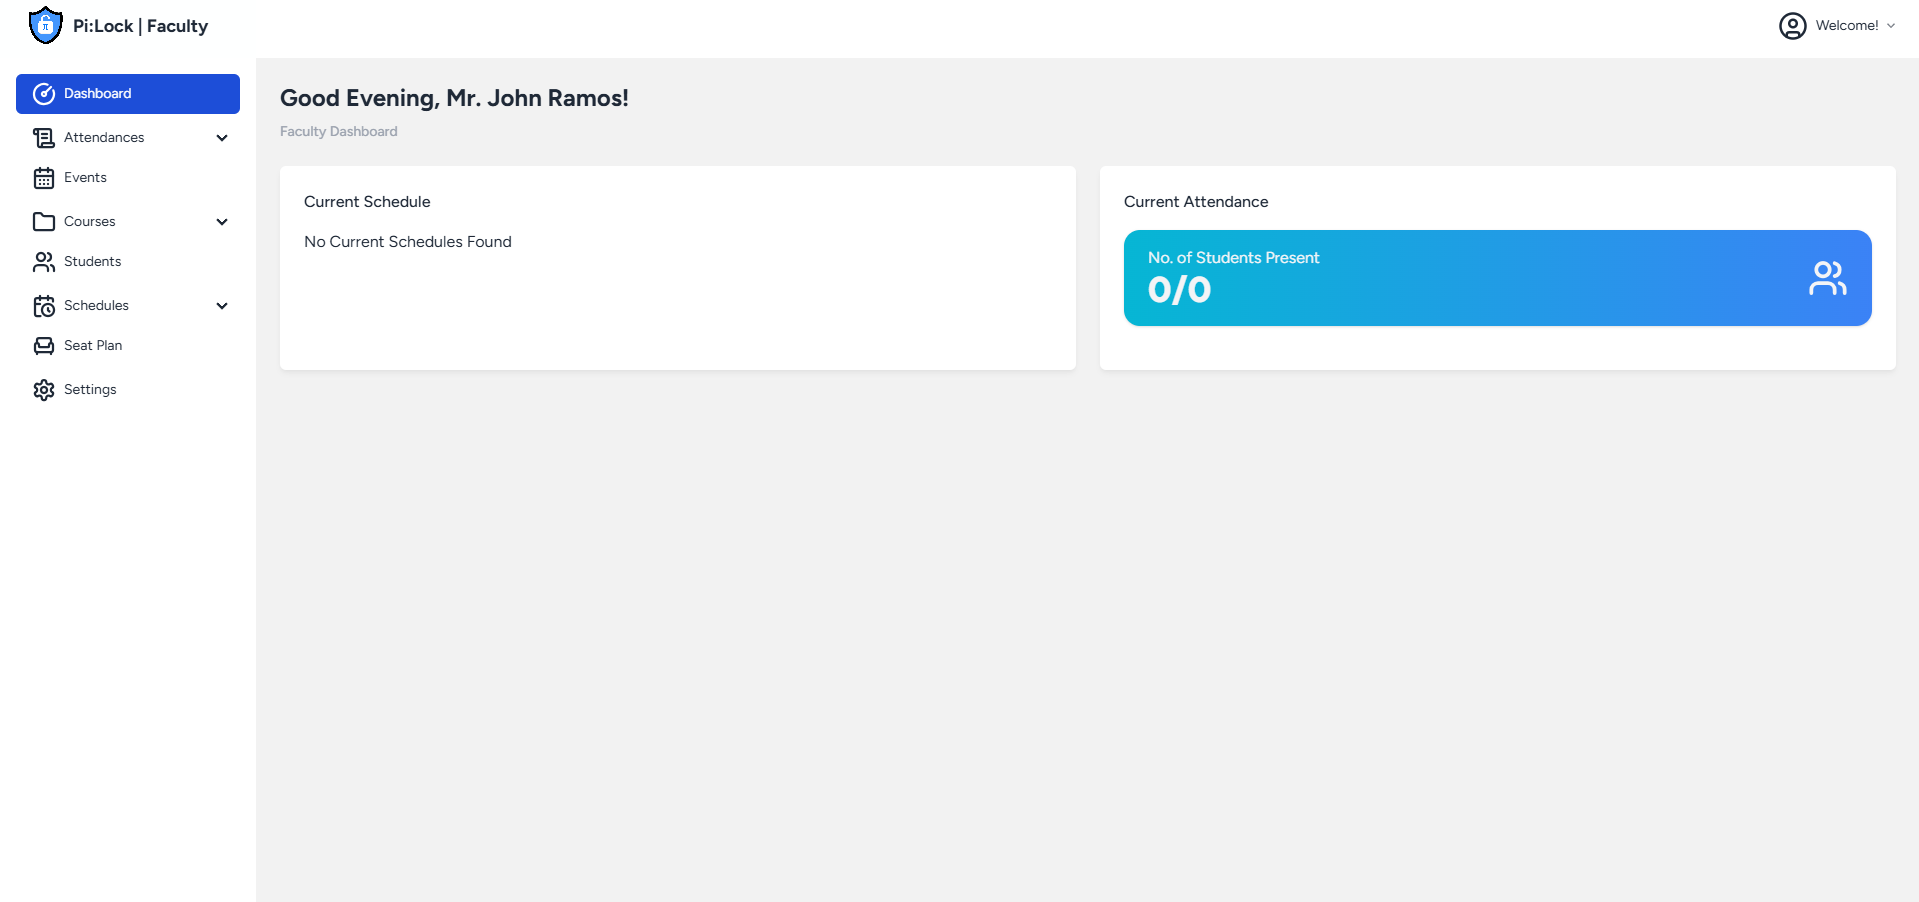 Pi:Lock | Faculty
Welcome!
Dashboard
Attendances
Events
Courses
Students
Schedules
Seat Plan
Settings
Good Evening, Mr. John Ramos!
Faculty Dashboard
Current Schedule
No Current Schedules Found
Current Attendance
No. of Students Present
0/0